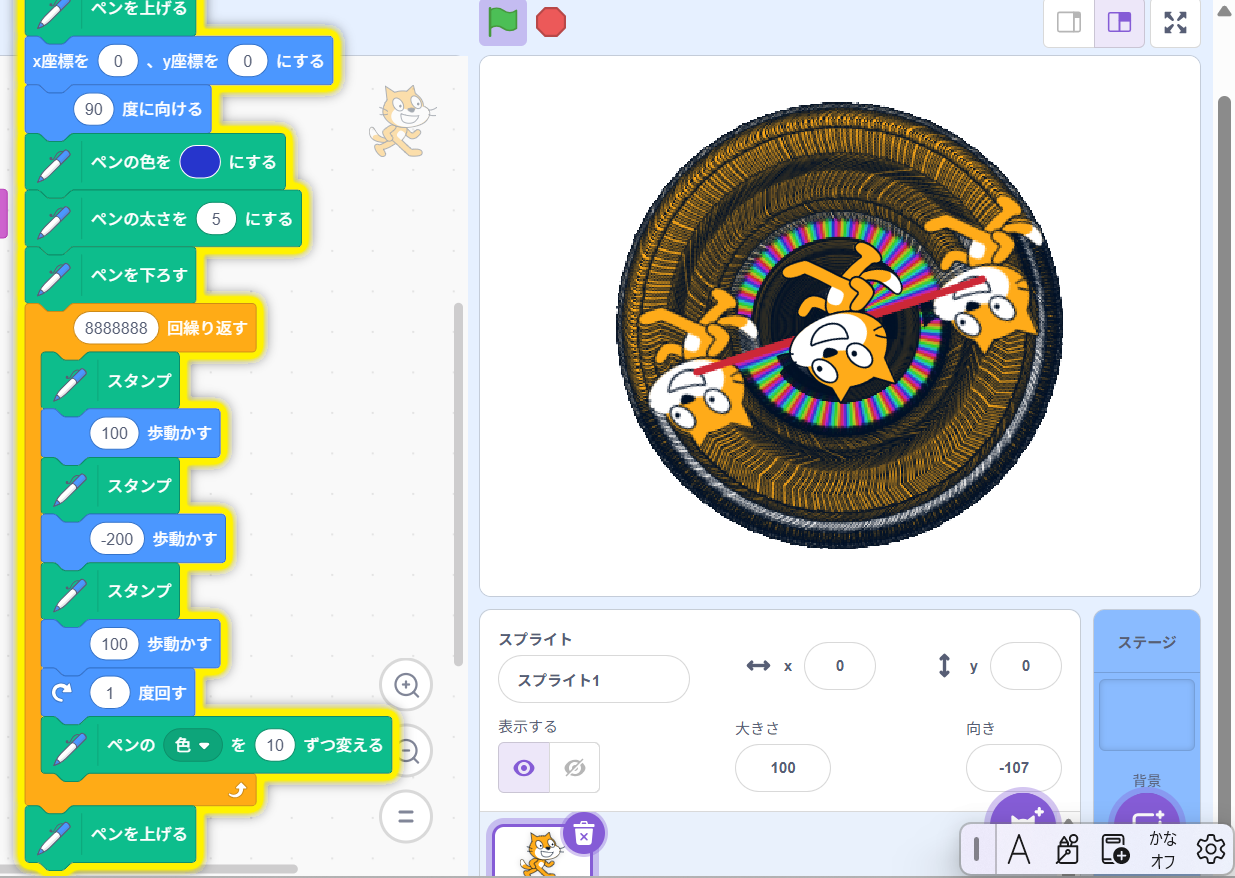 ペンを上げる
x座標を 0 、y座標を 0 にする
90 度に向ける
ペンの色を にする
ペンの太さを 5 にする
ペンを下ろす
8888888 回繰り返す
スタンプ
100 歩動かす
スタンプ
-200 歩動かす
スタンプ
100 歩動かす
1 度回す
ペンの 色 を 10 ずつ変える
ペンを上げる
スプライト
スプライト1
x 0
y 0
表示する
大きさ
100
向き
-107
ステージ
背景
A
かな
オフ